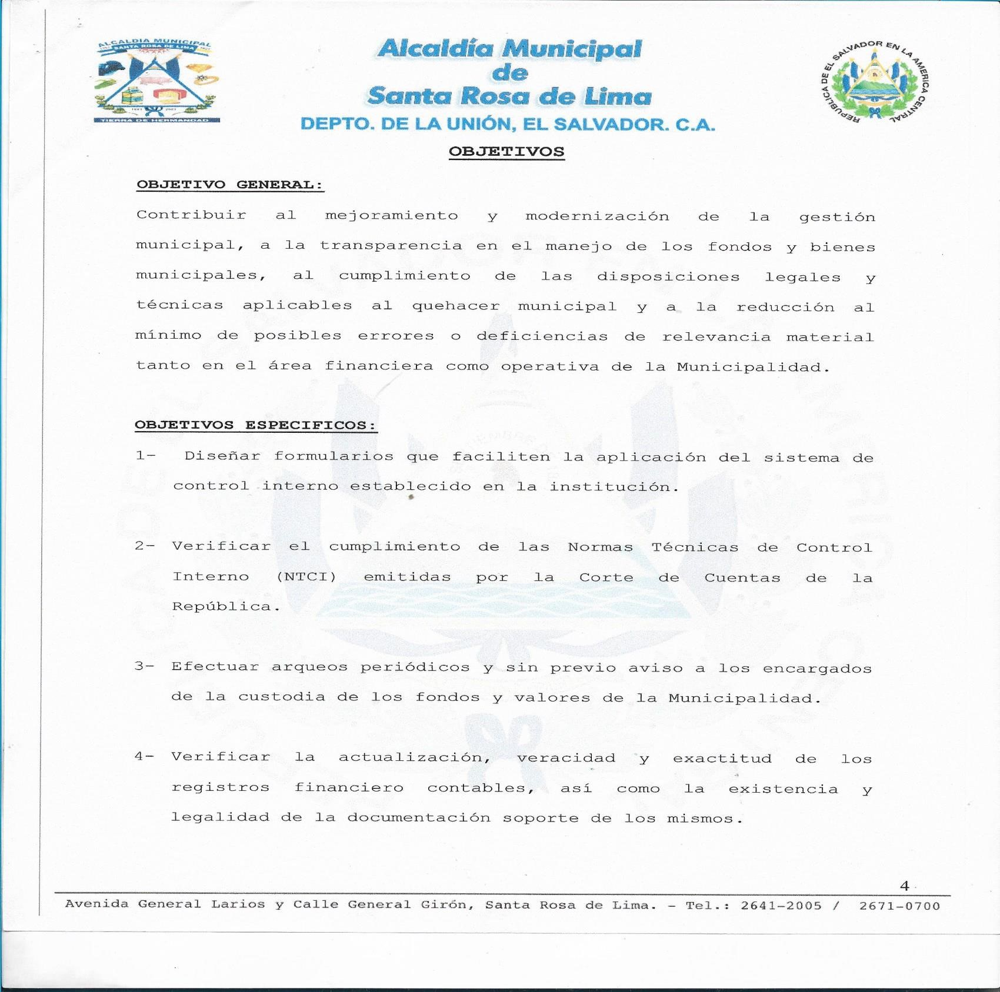 ALCALDIA MUNICIPAL
SANTA ROSA DE LIMA
TIERRA DE HERMANDAD
Alcaldía Municipal
de
Santa Rosa de Lima
DEPTO. DE LA UNIÓN, EL SALVADOR. C.A.
REPUBLICA DE EL SALVADOR EN LA AMERICA CENTRAL
OBJETIVOS
OBJETIVO GENERAL:
Contribuir al mejoramiento y modernización de la gestión
municipal, a la transparencia en el manejo de los fondos y bienes
municipales, al cumplimiento de las disposiciones legales y
técnicas aplicables al quehacer municipal y a la reducción al
mínimo de posibles errores o deficiencias de relevancia material
tanto en el área financiera como operativa de la Municipalidad.
OBJETIVOS ESPECIFICOS:
1- Diseñar formularios que faciliten la aplicación del sistema de
control interno establecido en la institución.
2- Verificar el cumplimiento de las Normas Técnicas de Control
Interno (NTCI) emitidas por la Corte de Cuentas de la
República.
3- Efectuar arqueos periódicos y sin previo aviso a los encargados
de la custodia de los fondos y valores de la Municipalidad.
4- Verificar la actualización, veracidad y exactitud de los
registros financiero contables, así como la existencia y
legalidad de la documentación soporte de los mismos.
4
Avenida General Larios y Calle General Girón, Santa Rosa de Lima. – Tel.: 2641-2005 / 2671-0700